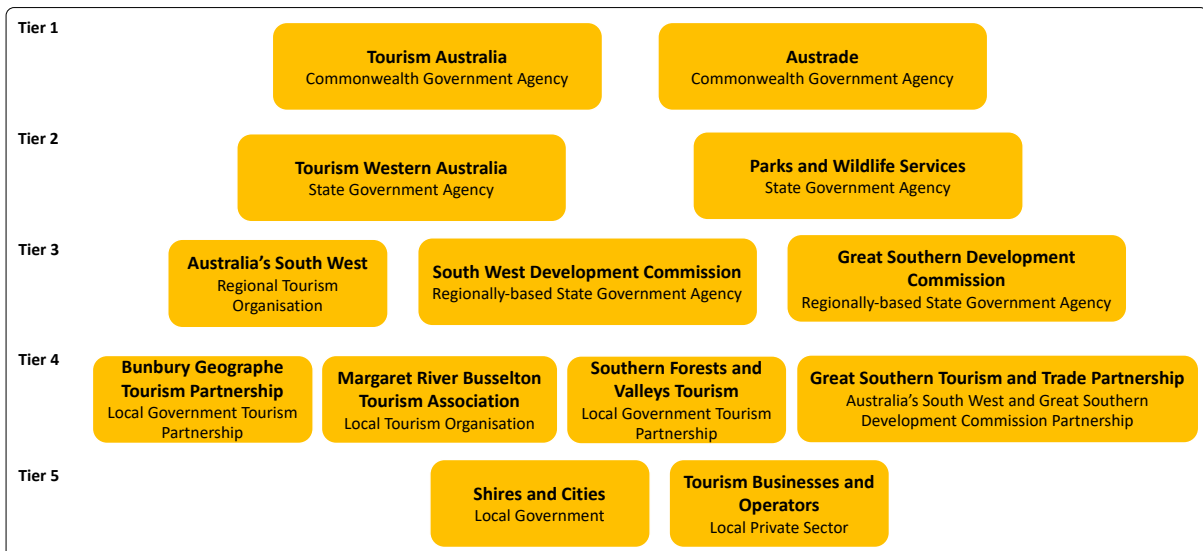 Tier 1
Tourism Australia
Commonwealth Government Agency
Austrade
Commonwealth Government Agency
Tier 2
Tourism Western Australia
State Government Agency
Parks and Wildlife Services
State Government Agency
Tier 3
Australia’s South West
Regional Tourism
Organisation
South West Development Commission
Regionally-based State Government Agency
Great Southern Development
Commission
Regionally-based State Government Agency
Tier 4
Bunbury Geographe
Tourism Partnership
Local Government Tourism
Partnership
Margaret River Busselton
Tourism Association
Local Tourism Organisation
Southern Forests and
Valleys Tourism
Local Government Tourism
Partnership
Great Southern Tourism and Trade Partnership
Australia’s South West and Great Southern
Development Commission Partnership
Tier 5
Shires and Cities
Local Government
Tourism Businesses and
Operators
Local Private Sector